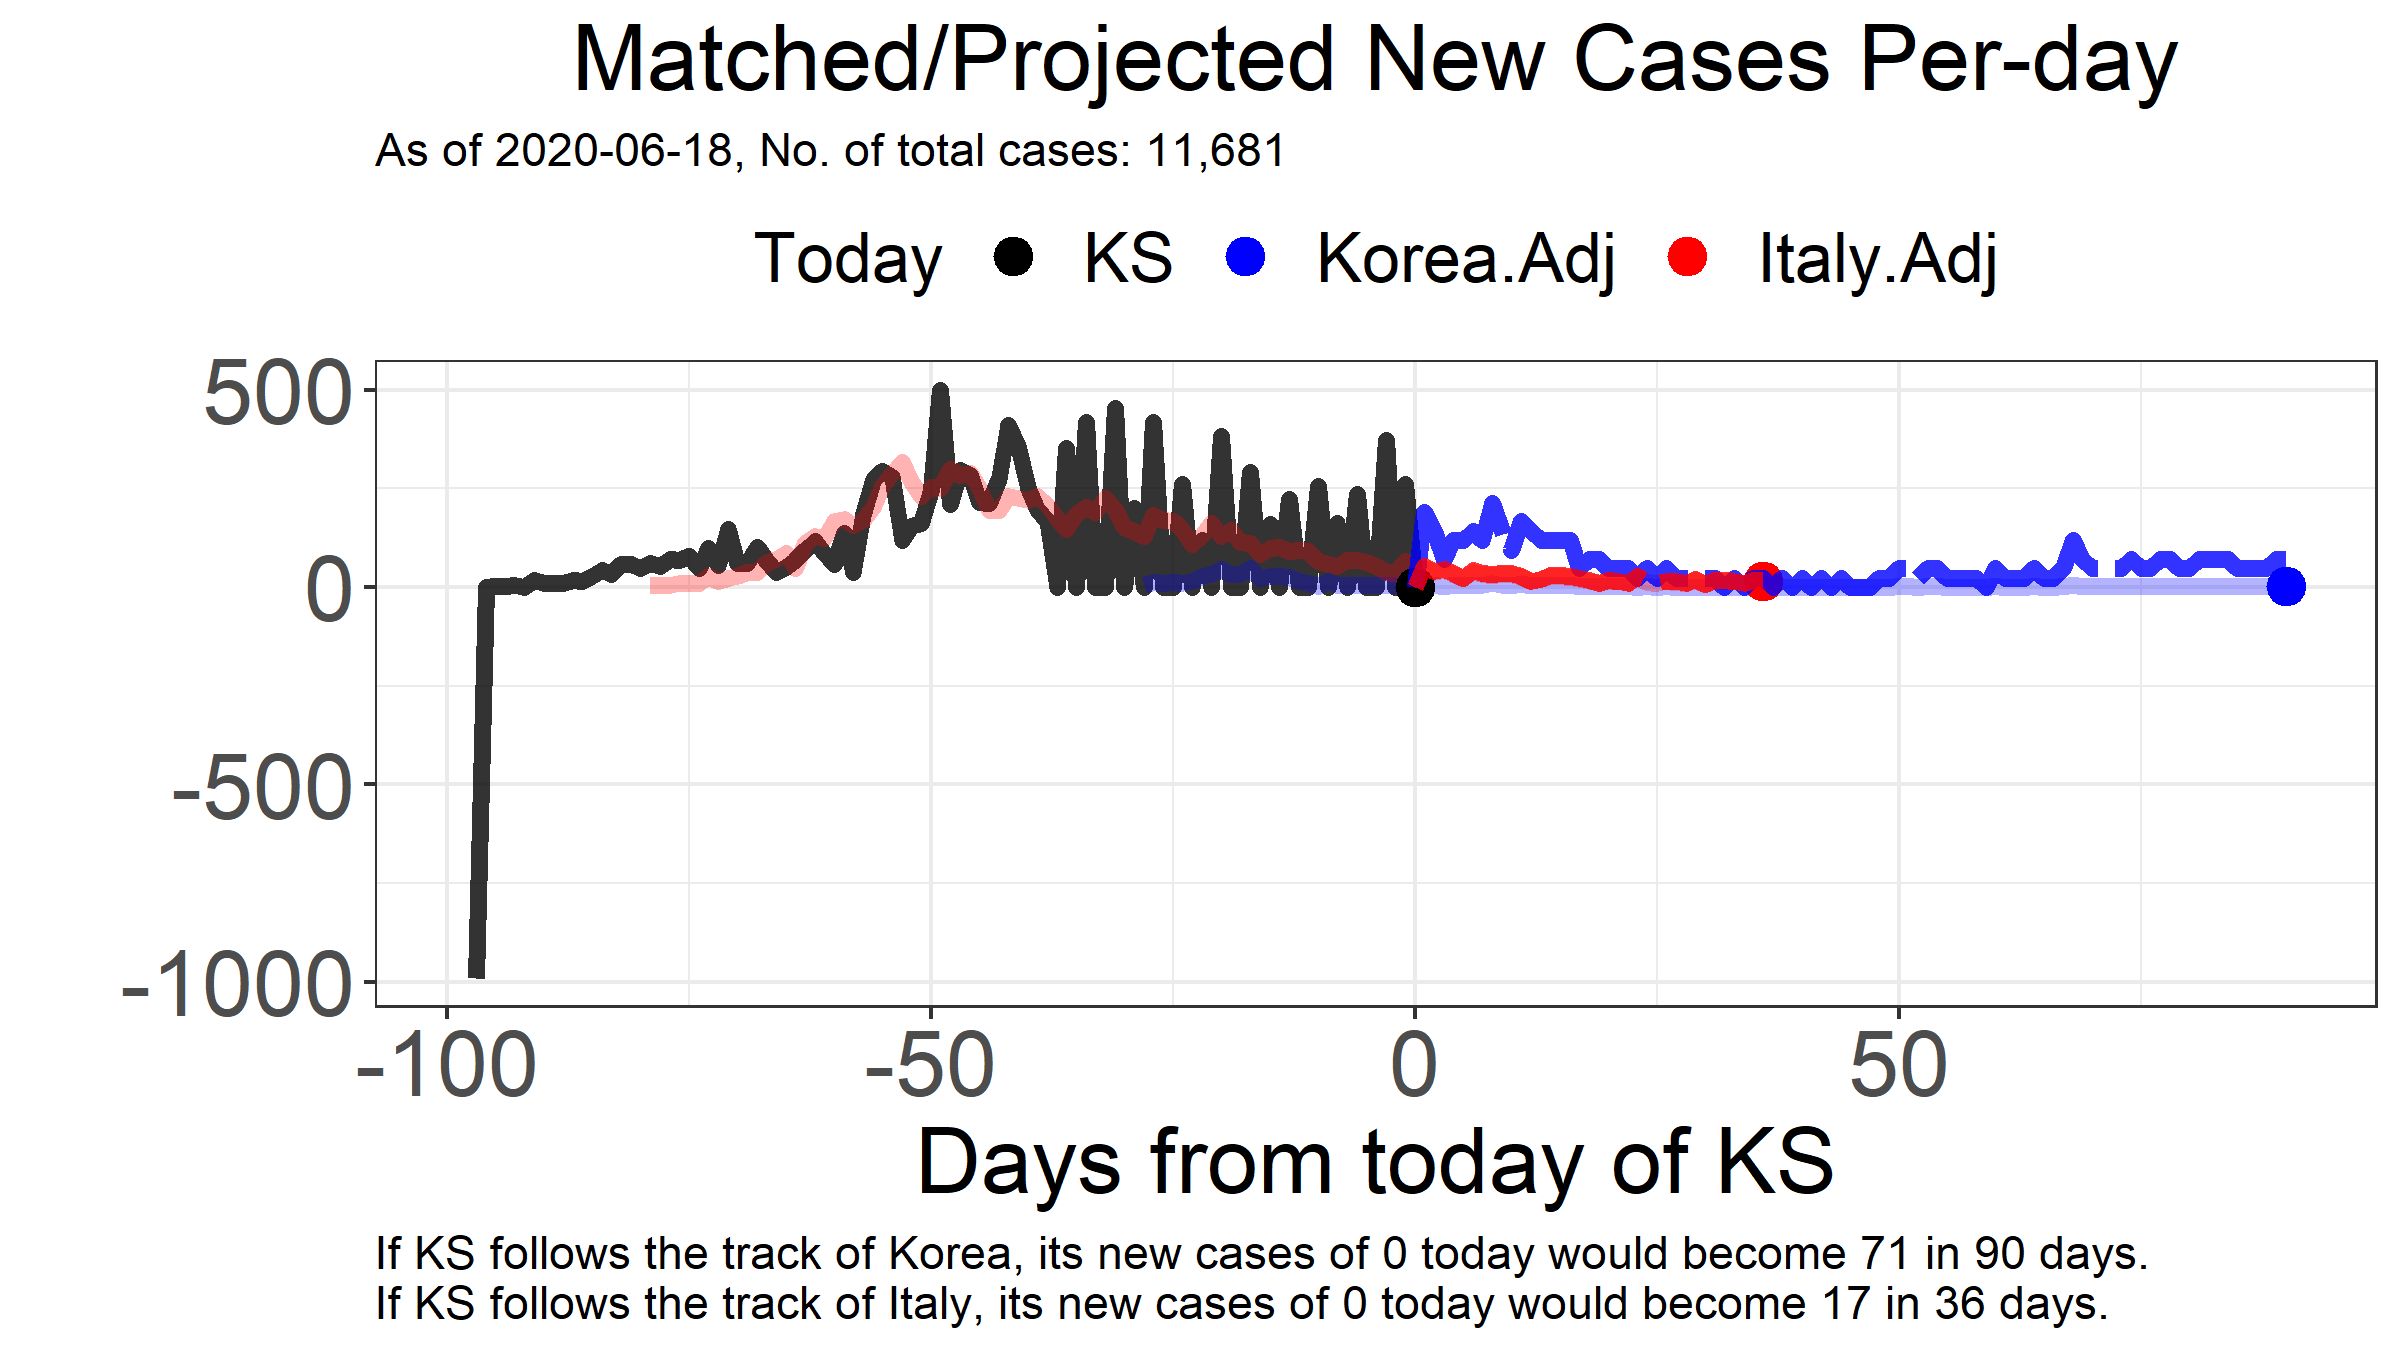 Matched/Projected New Cases Per-day
As of 2020-06-18, No. of total cases: 11,681
Today KS Korea.Adj Italy.Adj
500
0
-500
-1000
-100 -50 0 50
Days from today of KS
If KS follows the track of Korea, its new cases of 0 today would become 71 in 90 days.
If KS follows the track of Italy, its new cases of 0 today would become 17 in 36 days.